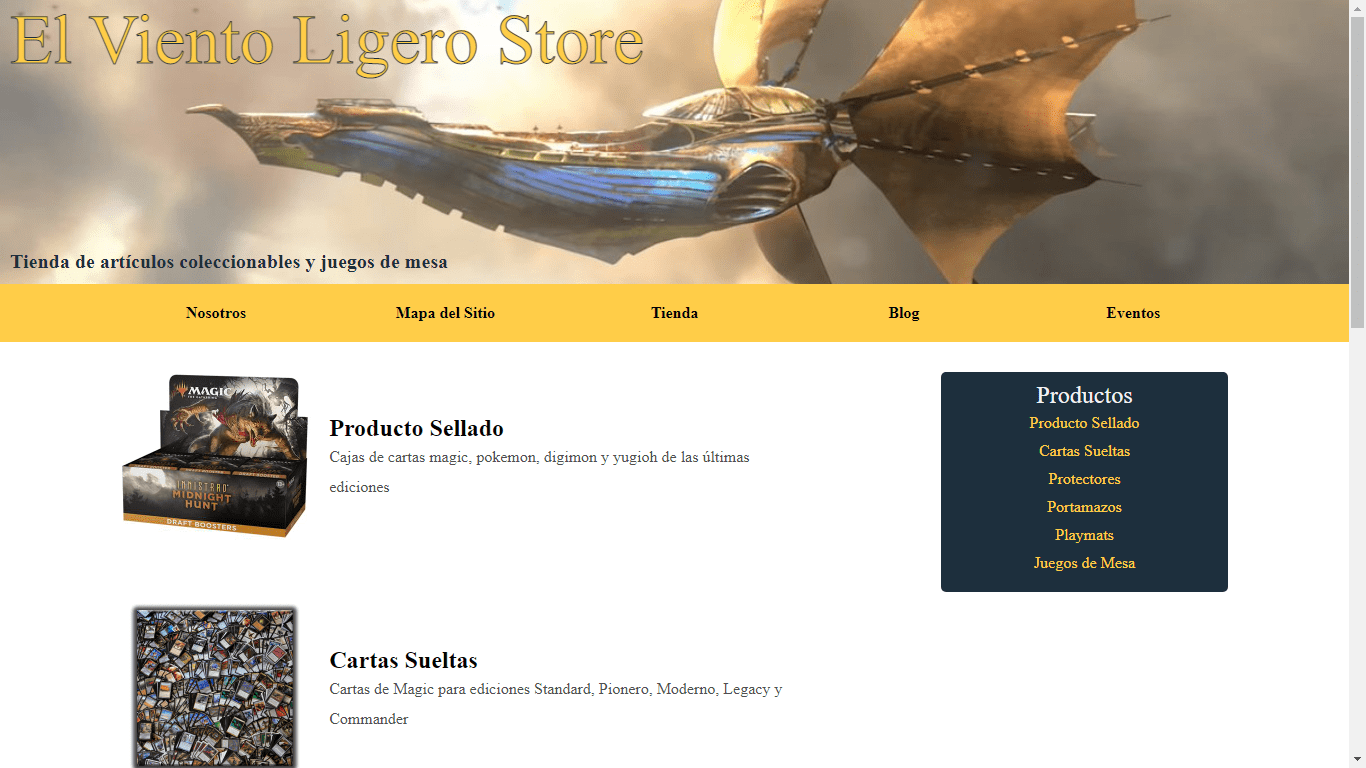 El Viento Ligero Store
Tienda de artículos coleccionables y juegos de mesa
Nosotros
Mapa del Sitio
Tienda
Blog
Eventos
MAGIC
THE GATHERING
INNISTRAD
MIDNIGHT
HUNT
DRAFT BOOSTERS
Producto Sellado
Cajas de cartas magic, pokemon, digimon y yugioh de las últimas
ediciones
Productos
Producto Sellado
Cartas Sueltas
Protectores
Portamazos
Playmats
Juegos de Mesa
Cartas Sueltas
Cartas de Magic para ediciones Standard, Pionero, Moderno, Legacy y
Commander